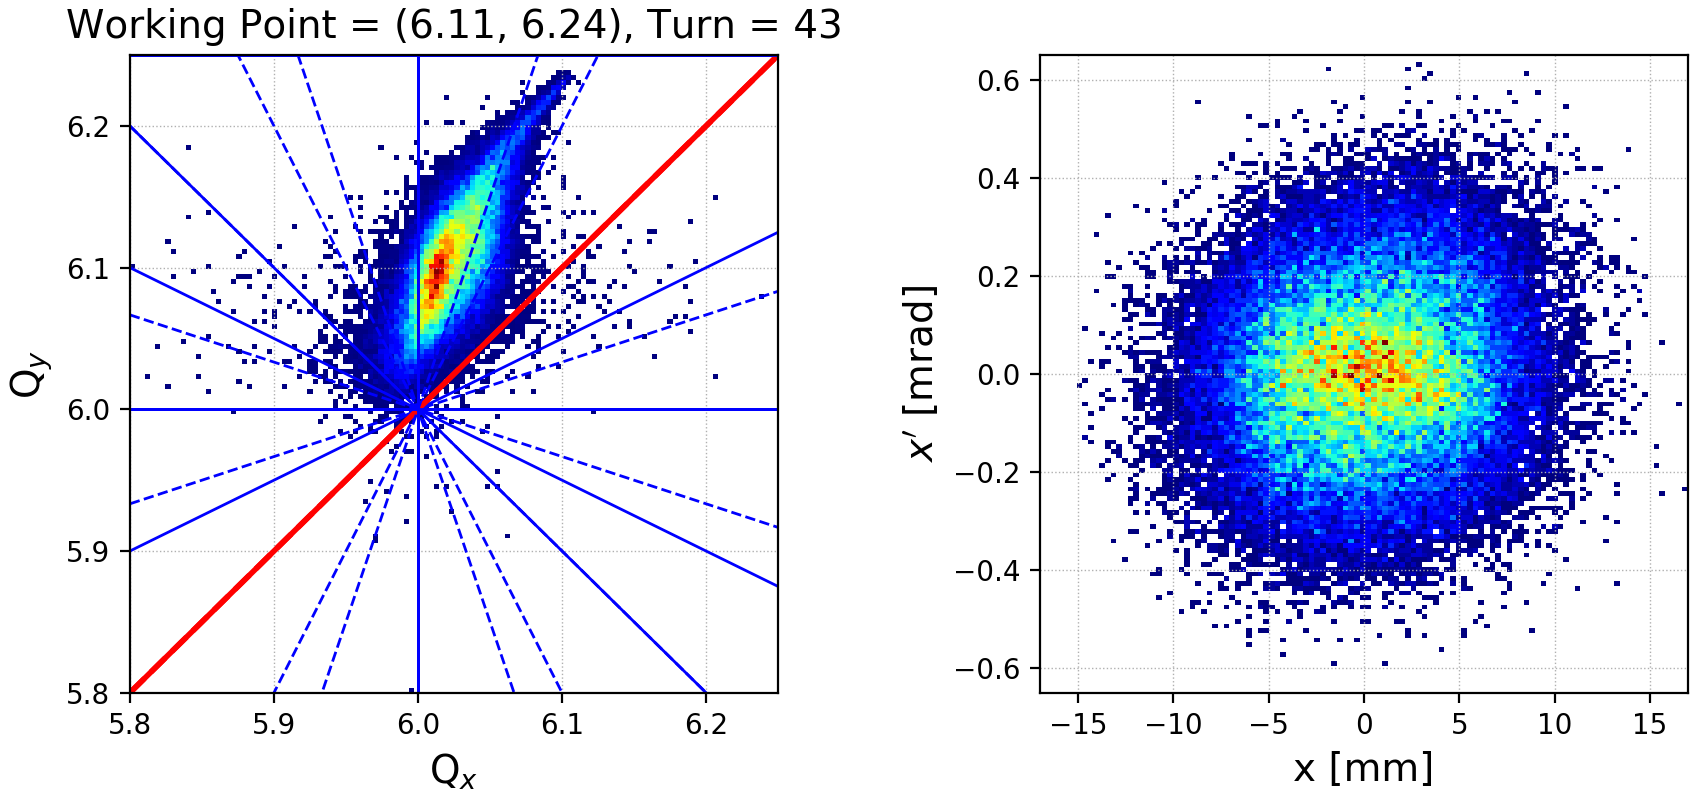 Working Point = (6.11, 6.24), Turn = 43
6.2
6.1
6.0
5.9
5.8
Qy
5.8 5.9 6.0 6.1 6.2
Qx
0.6
0.4
0.2
0.0
−0.2
−0.4
−0.6
x′ [mrad]
−15 −10 −5 0 5 10 15
x [mm]